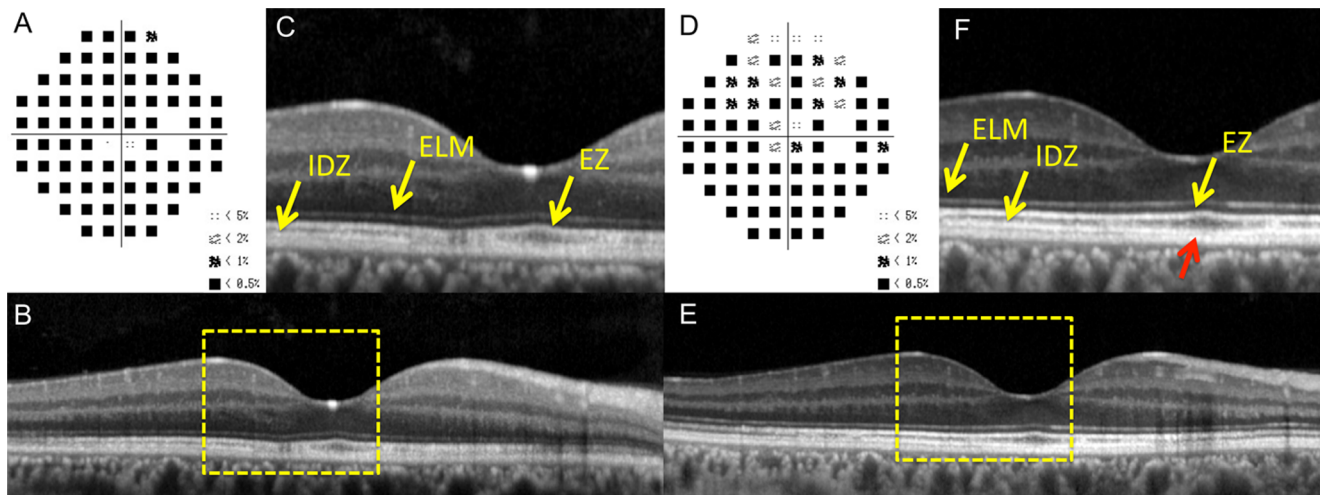 A
< 5%
< 2%
< 1%
< 0.5%
C
IDZ
ELM
EZ
B
D
< 5%
< 2%
< 1%
< 0.5%
F
ELM
IDZ
EZ
E